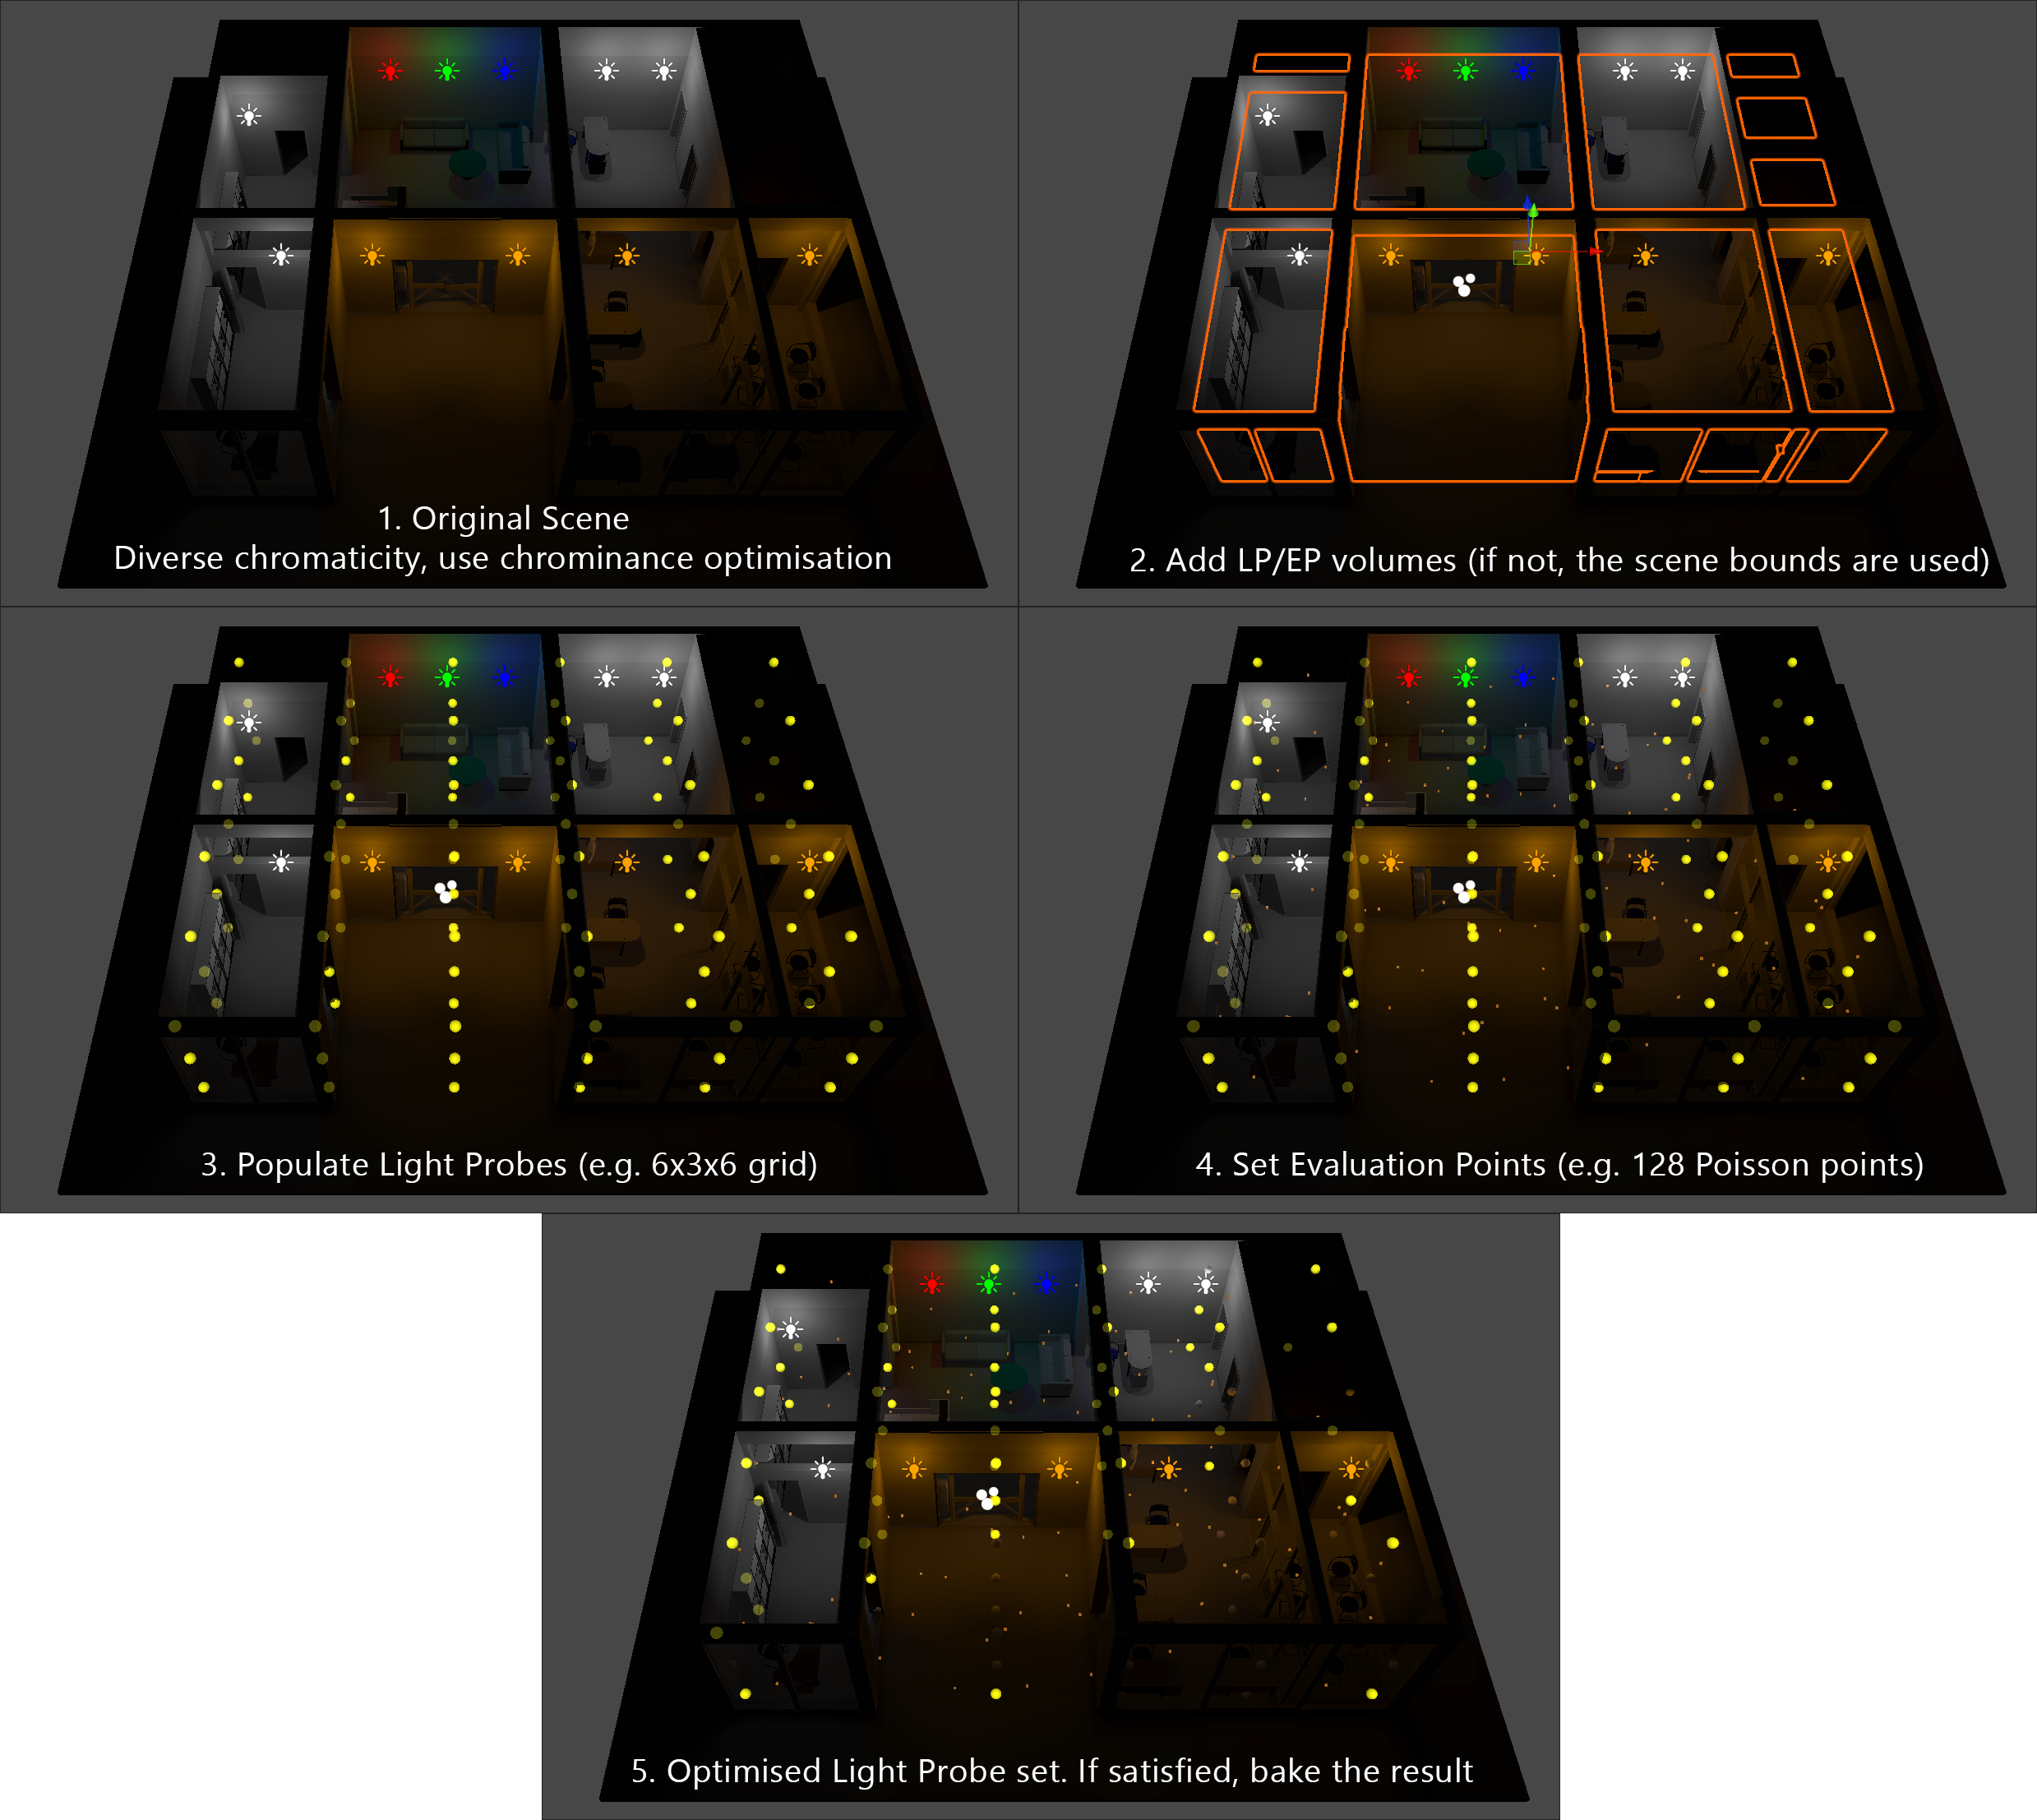 1. Original Scene
Diverse chromaticity, use chrominance optimisation
2. Add LP/EP volumes (if not, the scene bounds are used)
3. Populate Light Probes (e.g. 6x3x6 grid)
4. Set Evaluation Points (e.g. 128 Poisson points)
5. Optimised Light Probe set. If satisfied, bake the result